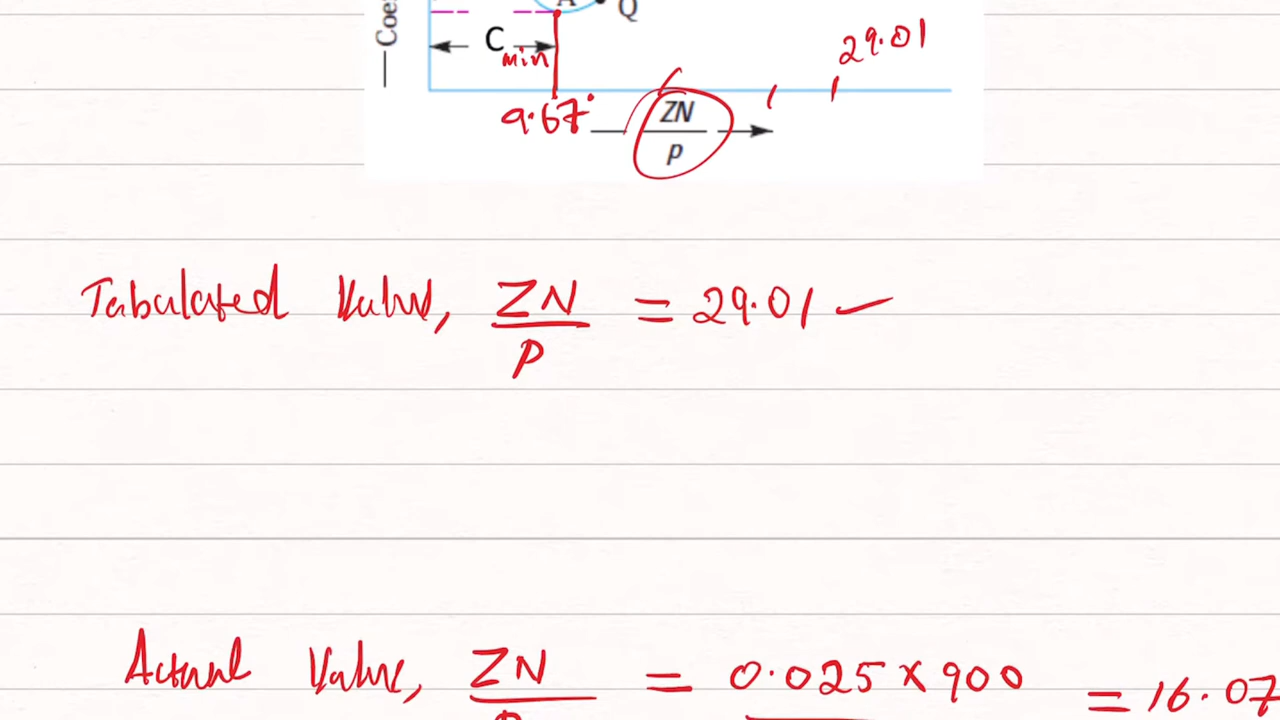 — Coe
A Q
C min
29.01
9.67
ZN
p
Tabulated Value, ZN = 29.01
P
Actual Value, ZN = 0.025 × 900 = 16.07